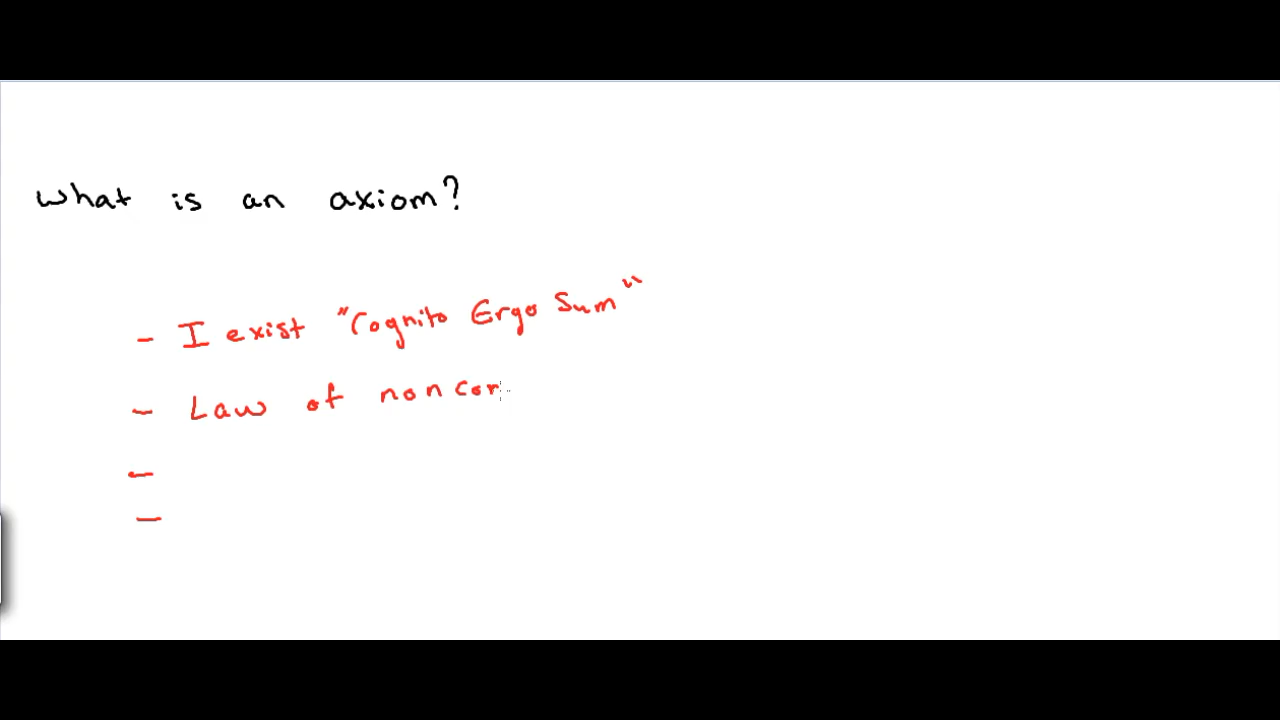 What is an axiom?
- I exist "Cognito Ergo Sum"
- Law of noncon
-
-